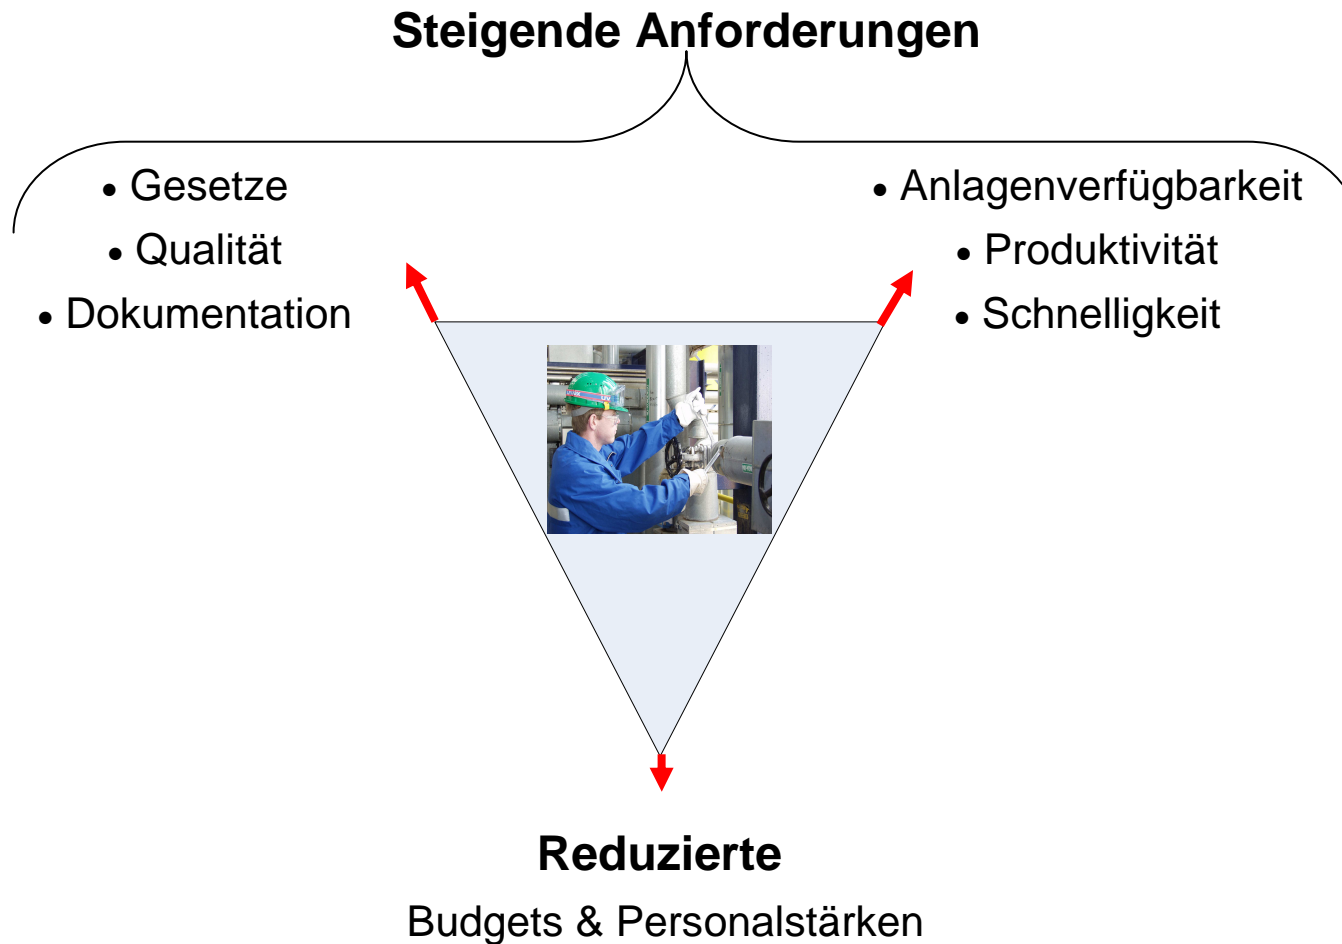 Steigende Anforderungen
• Gesetze
• Qualität
• Dokumentation
• Anlagenverfügbarkeit
• Produktivität
• Schnelligkeit
Reduzierte
Budgets & Personalstärken